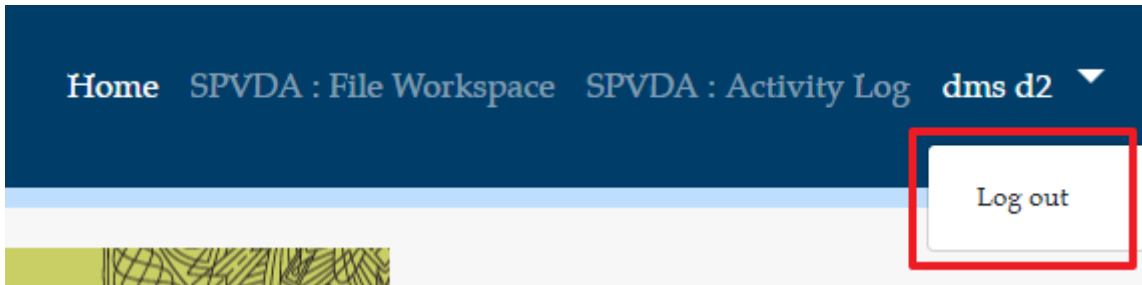 Home SPVDA : File Workspace SPVDA : Activity Log dms d2
Log out